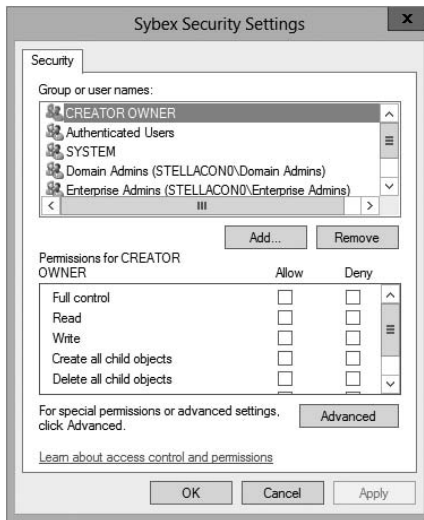 Sybex Security Settings
x
Security
Group or user names:
CREATOR OWNER
Authenticated Users
SYSTEM
Domain Admins (STELLACON0\Domain Admins)
Enterprise Admins (STELLACON0\Enterprise Admins)
Add... Remove
Permissions for CREATOR
OWNER Allow Deny
Full control
Read
Write
Create all child objects
Delete all child objects
For special permissions or advanced settings,
click Advanced. Advanced
Learn about access control and permissions
OK Cancel Apply